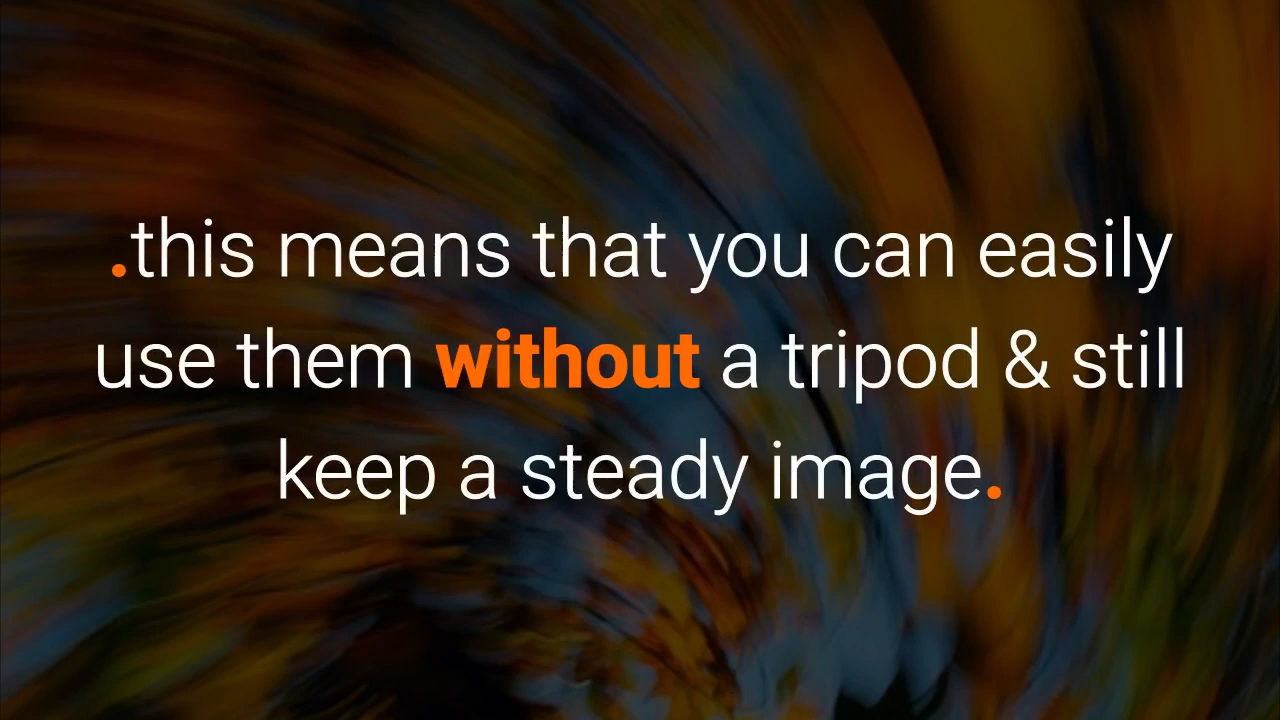 .this means that you can easily
use them without a tripod & still
keep a steady image.